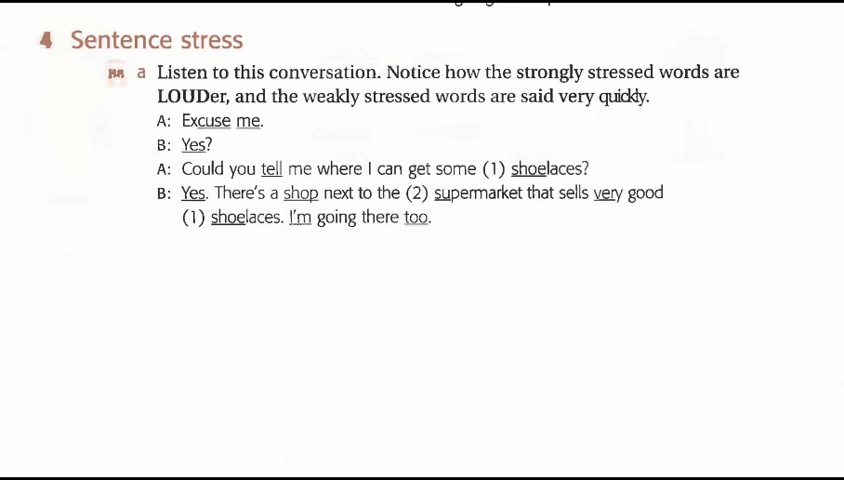 4 Sentence stress
a Listen to this conversation. Notice how the strongly stressed words are
LOUDer, and the weakly stressed words are said very quickly.
A: Excuse me.
B: Yes?
A: Could you tell me where I can get some (1) shoelaces?
B: Yes. There's a shop next to the (2) supermarket that sells very good
(1) shoelaces. I'm going there too.